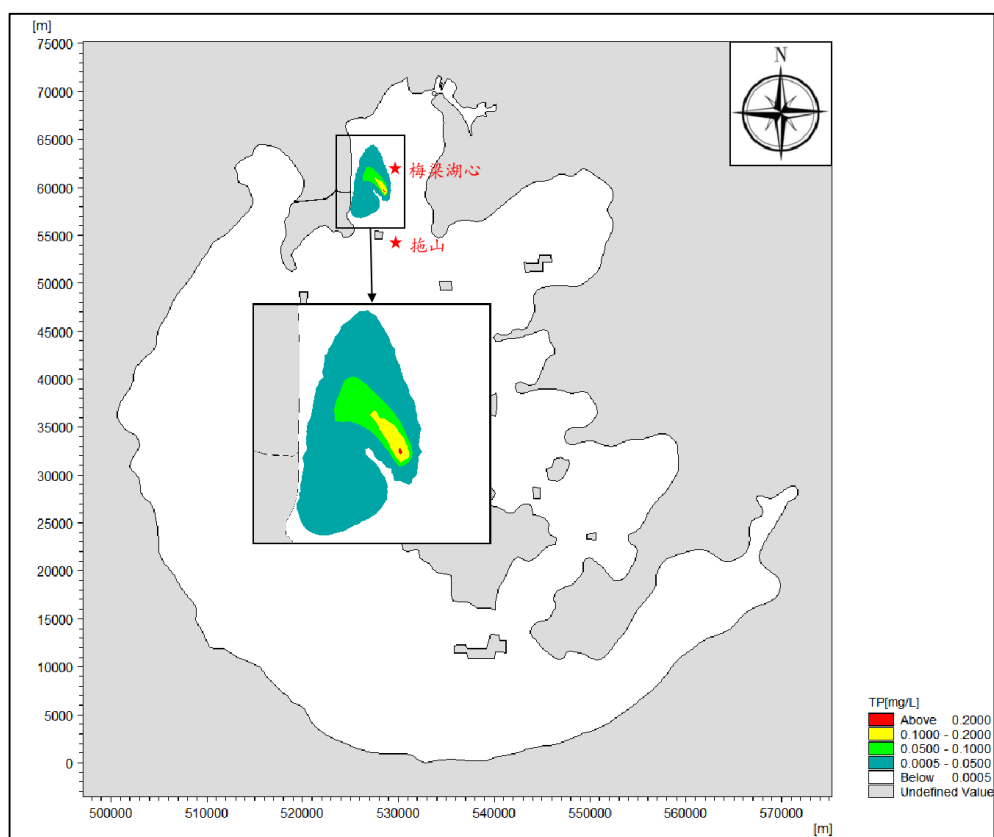 [m]
75000
70000
65000
60000
55000
50000
45000
40000
35000
30000
25000
20000
15000
10000
5000
0
N
梅梁湖心
拖山
TP[mg/L]
Above 0.2000
0.1000 - 0.2000
0.0500 - 0.1000
0.0005 - 0.0500
Below 0.0005
Undefined Value
500000 510000 520000 530000 540000 550000 560000 570000
[m]